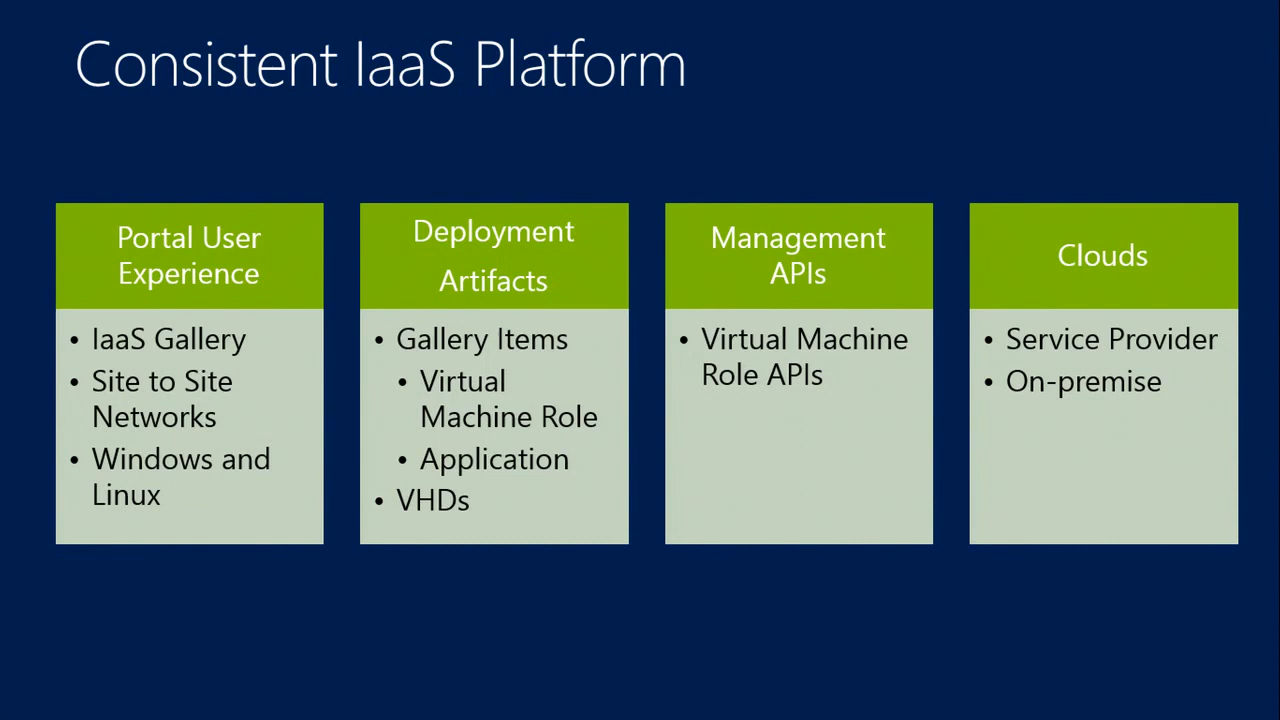 Consistent IaaS Platform
Portal User
Experience
• IaaS Gallery
• Site to Site
Networks
• Windows and
Linux
Deployment
Artifacts
• Gallery Items
• Virtual
Machine Role
• Application
• VHDs
Management
APIs
• Virtual Machine
Role APIs
Clouds
• Service Provider
• On-premise